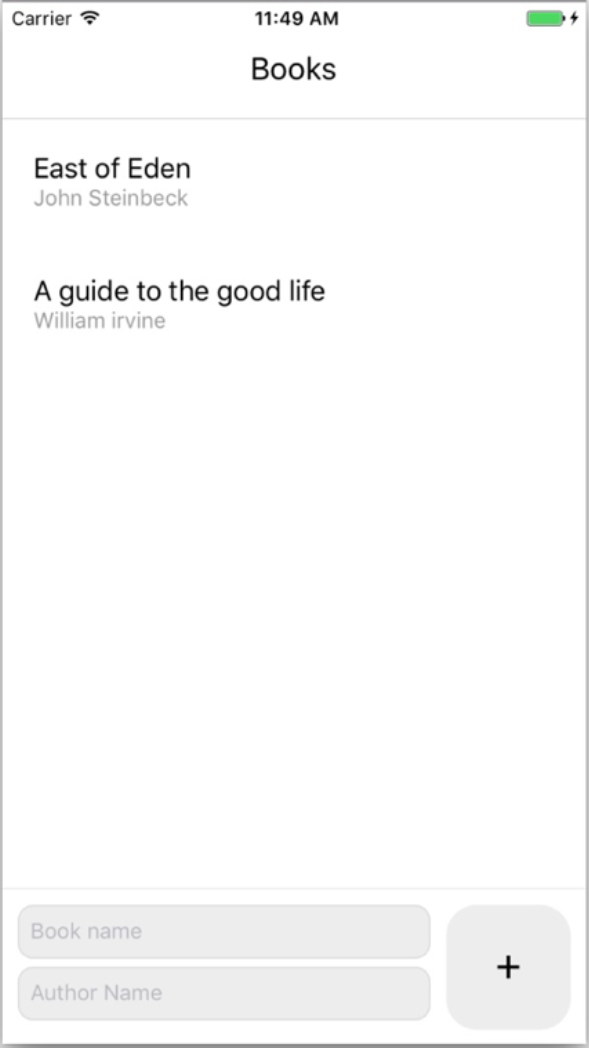 Carrier 11:49 AM
Books
East of Eden
John Steinbeck
A guide to the good life
William irvine
Book name
Author Name
+